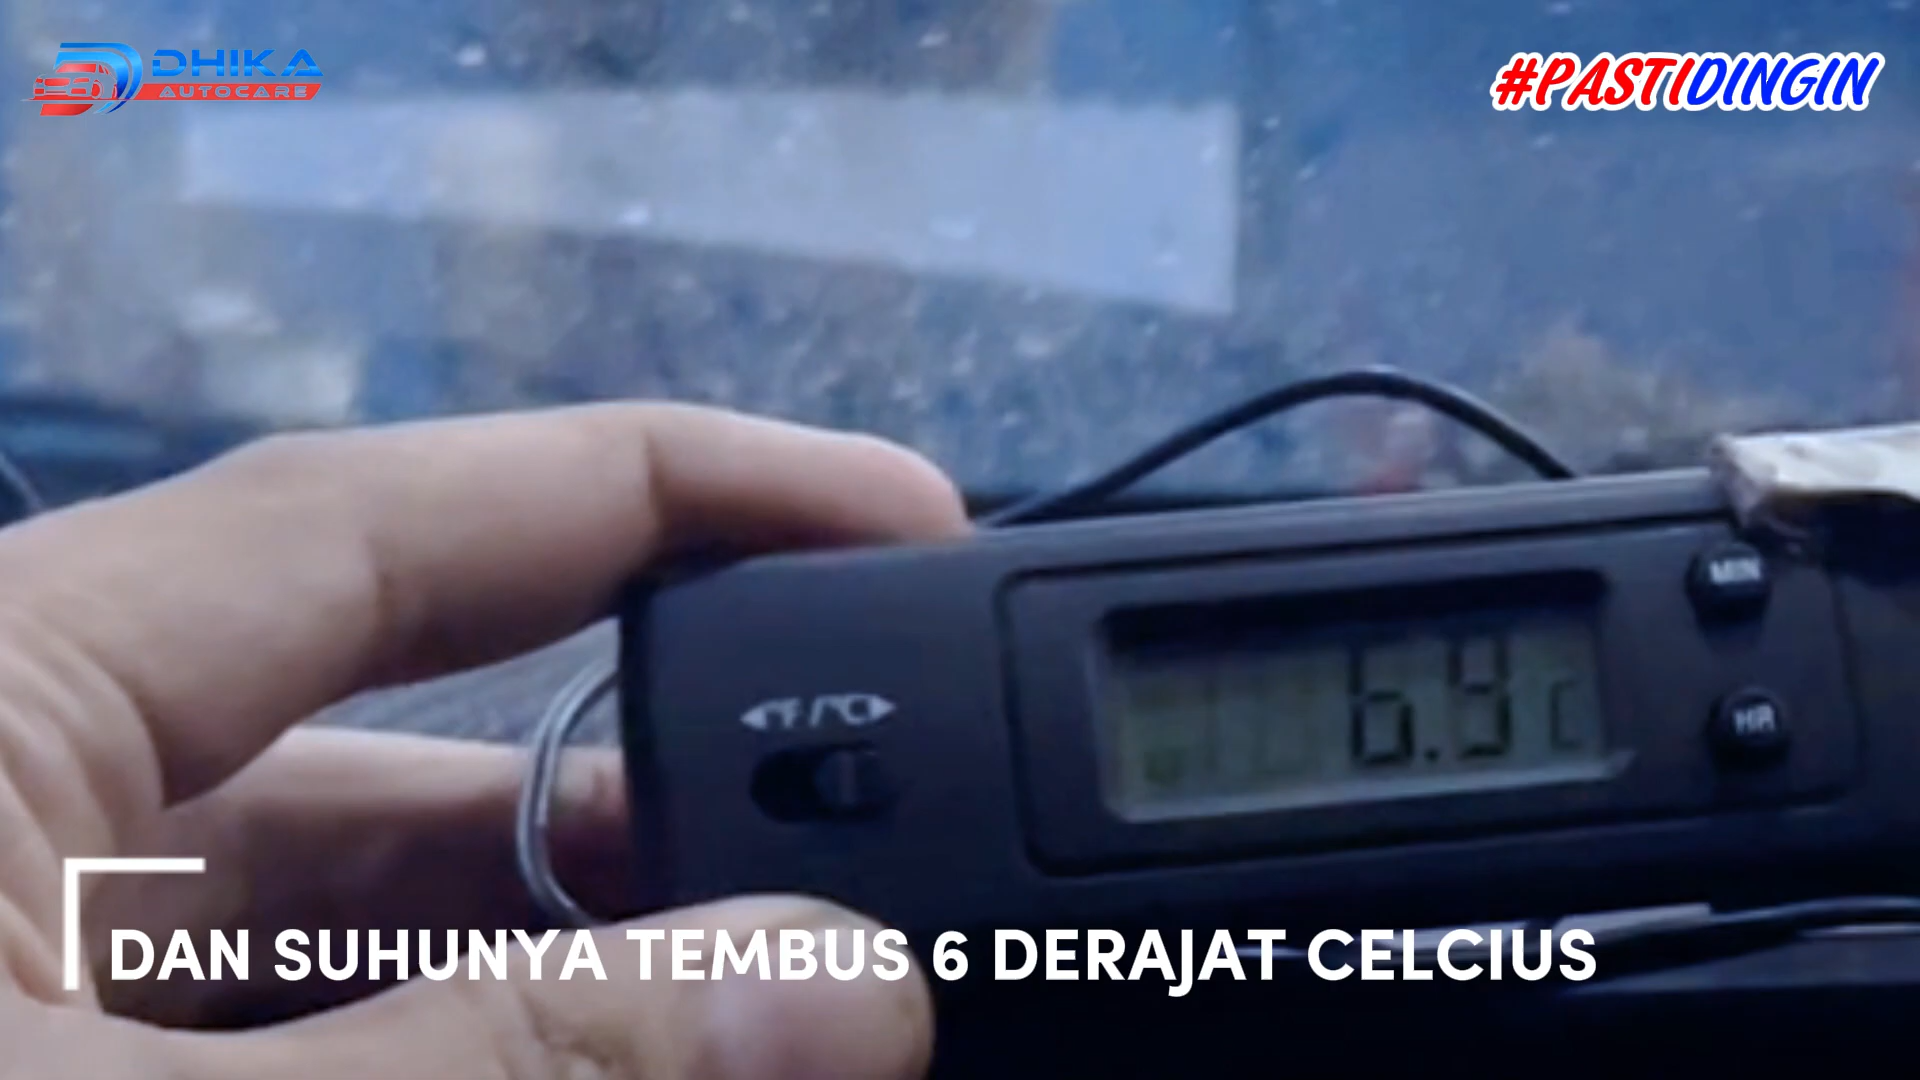 DHIKA
AUTOCARE
#PASTIDINGIN
MIN
°F/°C
6.9 C
HR
DAN SUHUNYA TEMBUS 6 DERAJAT CELCIUS